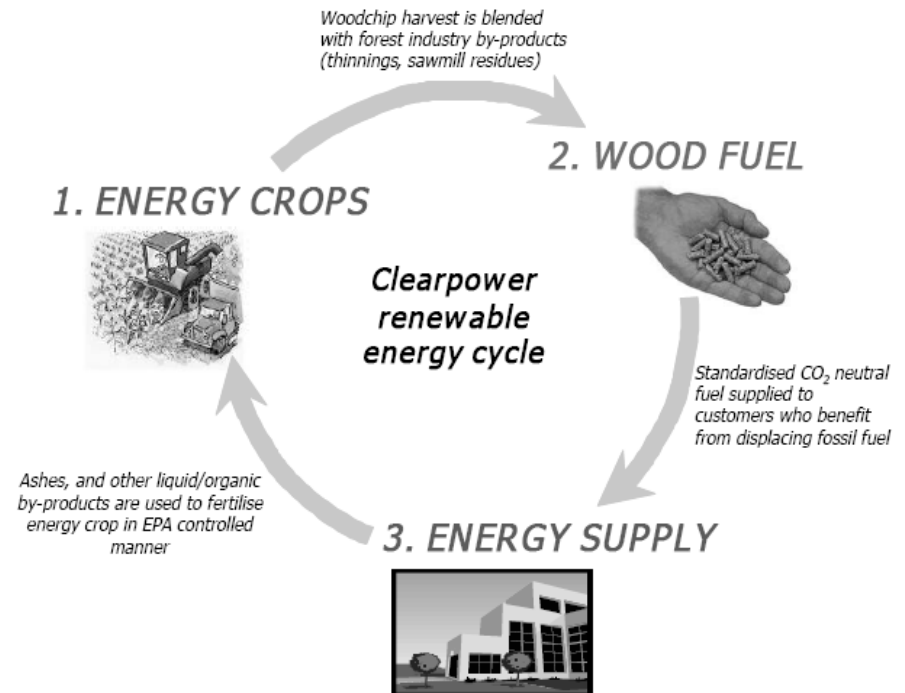 Woodchip harvest is blended
with forest industry by-products
(thinnings, sawmill residues)
2. WOOD FUEL
1. ENERGY CROPS
Clearpower
renewable
energy cycle
Standardised CO₂ neutral
fuel supplied to
customers who benefit
from displacing fossil fuel
Ashes, and other liquid/organic
by-products are used to fertilise
energy crop in EPA controlled
manner
3. ENERGY SUPPLY